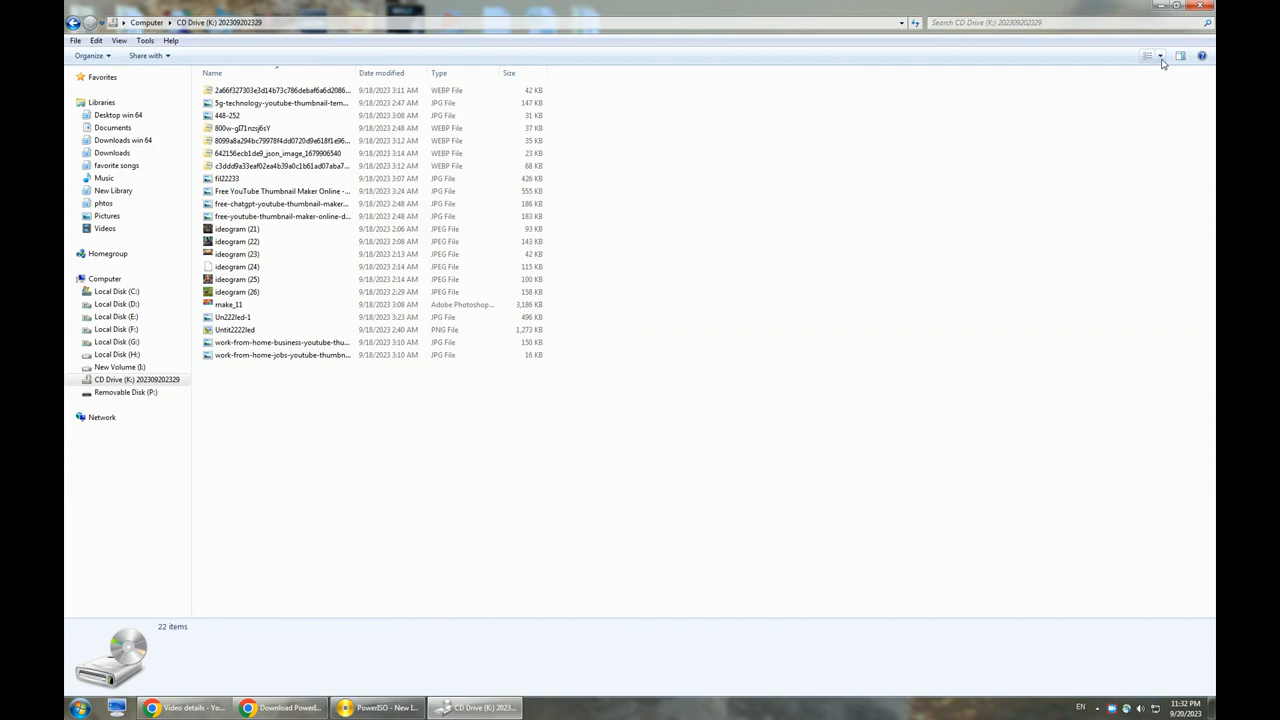 Computer ▸ CD Drive (K:) 202309202329
Search CD Drive (K:) 202309202329
File Edit View Tools Help
Organize Share with
Name Date modified Type Size
Favorites
Libraries
Desktop win 64
Documents
Downloads win 64
Downloads
favorite songs
Music
New Library
phtos
Pictures
Videos
Homegroup
Computer
Local Disk (C:)
Local Disk (D:)
Local Disk (E:)
Local Disk (F:)
Local Disk (G:)
Local Disk (H:)
New Volume (I:)
CD Drive (K:) 202309202329
Removable Disk (P:)
Network
2a66f327303e3d14b73c786debaf6a6d2086... 9/18/2023 3:11 AM WEBP File 42 KB
5g-technology-youtube-thumbnail-tem... 9/18/2023 2:47 AM JPG File 147 KB
448-252 9/18/2023 3:08 AM JPG File 31 KB
9/18/2023 2:48 AM WEBP File 37 KB
8099a8a294bc79978f4dd0720d9e618f1e96... 9/18/2023 3:12 AM WEBP File 35 KB
642156ecb1de9_json_image_1679906540 9/18/2023 3:14 AM WEBP File 23 KB
c3ddd9a33eaf02ea4b39a0c1b61ad07aba7... 9/18/2023 3:12 AM WEBP File 68 KB
fil22233 9/18/2023 3:07 AM JPG File 426 KB
Free YouTube Thumbnail Maker Online -... 9/18/2023 3:24 AM JPG File 555 KB
free-chatgpt-youtube-thumbnail-maker... 9/18/2023 2:48 AM JPG File 186 KB
free-youtube-thumbnail-maker-online-d... 9/18/2023 2:48 AM JPG File 183 KB
ideogram (21) 9/18/2023 2:06 AM JPEG File 93 KB
ideogram (22) 9/18/2023 2:08 AM JPEG File 143 KB
ideogram (23) 9/18/2023 2:13 AM JPEG File 42 KB
ideogram (24) 9/18/2023 2:14 AM JPEG File 115 KB
ideogram (25) 9/18/2023 2:14 AM JPEG File 100 KB
ideogram (26) 9/18/2023 2:29 AM JPEG File 158 KB
make_11 9/18/2023 3:08 AM Adobe Photoshop... 3,186 KB
Un222led-1 9/18/2023 3:23 AM JPG File 496 KB
Untit2222led 9/18/2023 2:40 AM PNG File 1,273 KB
work-from-home-business-youtube-thu... 9/18/2023 3:10 AM JPG File 150 KB
work-from-home-jobs-youtube-thumbn... 9/18/2023 3:10 AM JPG File 16 KB
22 items
Video details - Yo...
Download PowerI...
PowerISO - New I...
CD Drive (K:) 2023...
EN
11:32 PM
9/20/2023